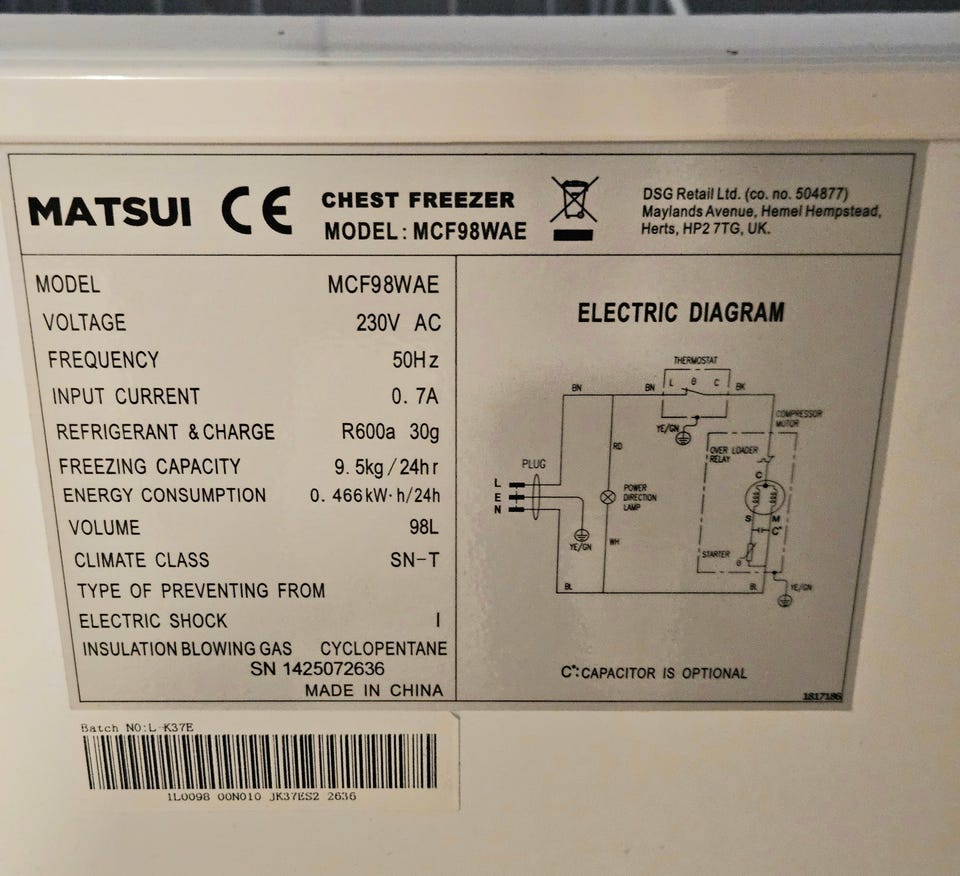 MATSUI CE CHEST FREEZER
MODEL: MCF98WAE
DSG Retail Ltd. (co. no. 504877)
Maylands Avenue, Hemel Hempstead,
Herts, HP2 7TG, UK.
MODEL MCF98WAE
VOLTAGE 230V AC
FREQUENCY 50Hz
INPUT CURRENT 0.7A
REFRIGERANT & CHARGE R600a 30g
FREEZING CAPACITY 9.5kg/24hr
ENERGY CONSUMPTION 0.466kW·h/24h
VOLUME 98L
CLIMATE CLASS SN-T
TYPE OF PREVENTING FROM
ELECTRIC SHOCK I
INSULATION BLOWING GAS CYCLOPENTANE
SN 1425072636
MADE IN CHINA
ELECTRIC DIAGRAM
THERMOSTAT
BN BN L θ C BK
YE/GN
COMPRESSOR
MOTOR
RD
OVER LOADER
RELAY
PLUG
C
L
E
N
POWER
DIRECTION
LAMP
S M
C*
YE/GN
WH
STARTER
θ
BL BL
YE/GN
C*:CAPACITOR IS OPTIONAL
1817186
Batch NO:L-K37E
1L0098 00N010 JK37ES2 2636